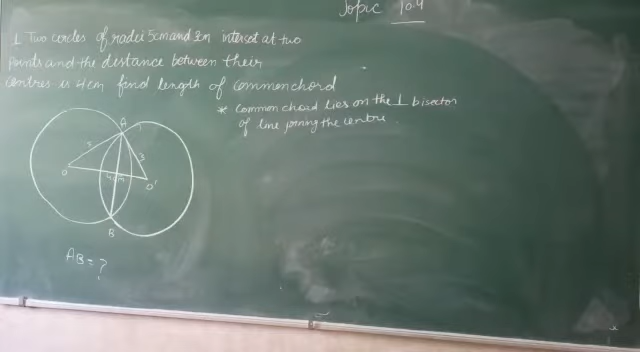 Topic 10.4
1 Two circles of radii 5cm and 3cm interset at two
points and the distance between their
centres is 4cm find length of common chord
* Common chord lies on the ⊥ bisector
of line joining the centre.
A
5
3
O
4cm
O'
B
AB = ?